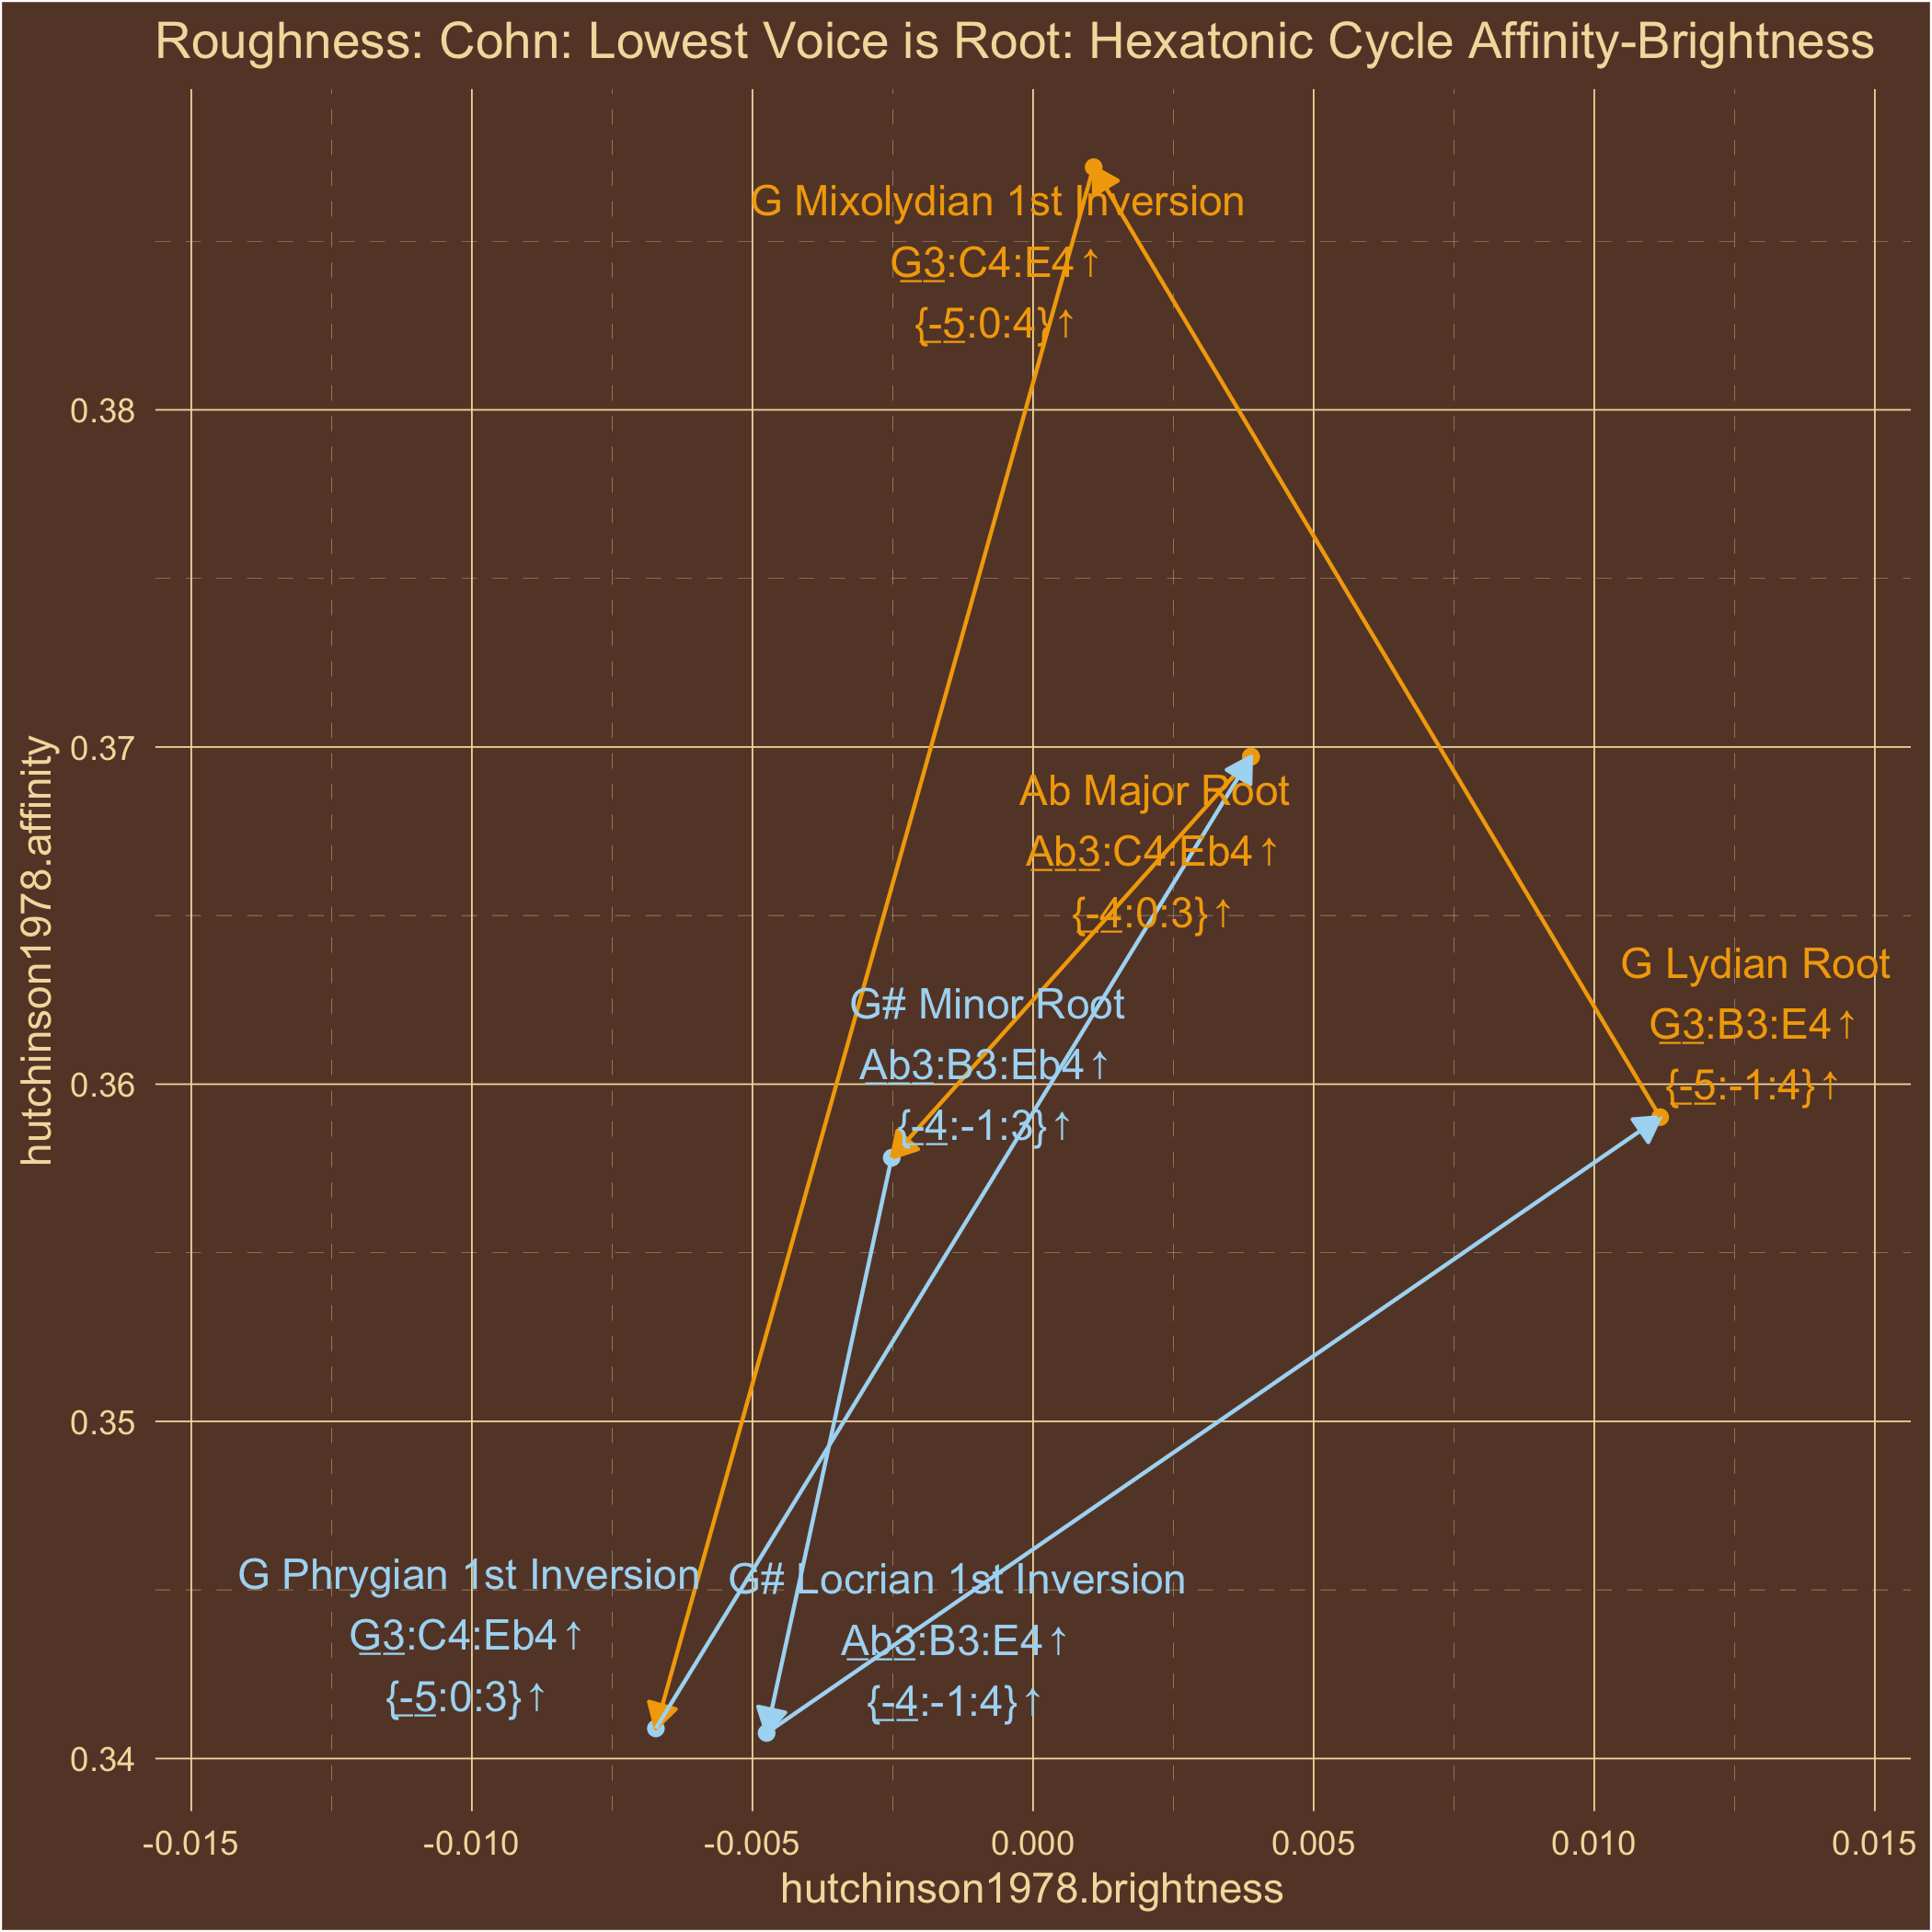 Roughness: Cohn: Lowest Voice is Root: Hexatonic Cycle Affinity-Brightness
hutchinson1978.affinity
0.38
0.37
0.36
0.35
0.34
G Mixolydian 1st Inversion
G3:C4:E4↑
{-5:0:4}↑
Ab Major Root
Ab3:C4:Eb4↑
{-4:0:3}↑
G Lydian Root
G3:B3:E4↑
{-5:-1:4}↑
G# Minor Root
Ab3:B3:Eb4↑
{-4:-1:3}↑
G Phrygian 1st Inversion
G3:C4:Eb4↑
{-5:0:3}↑
G# Locrian 1st Inversion
Ab3:B3:E4↑
{-4:-1:4}↑
-0.015
-0.010
-0.005
0.000
0.005
0.010
0.015
hutchinson1978.brightness